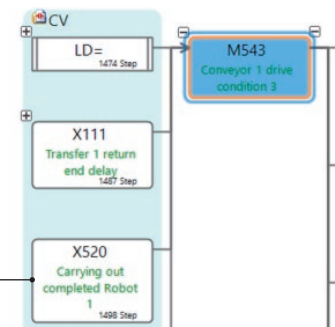 CV
LD=
1474 Step
M543
Conveyor 1 drive
condition 3
X111
Transfer 1 return
end delay
1487 Step
X520
Carrying out
completed Robot
1
1498 Step